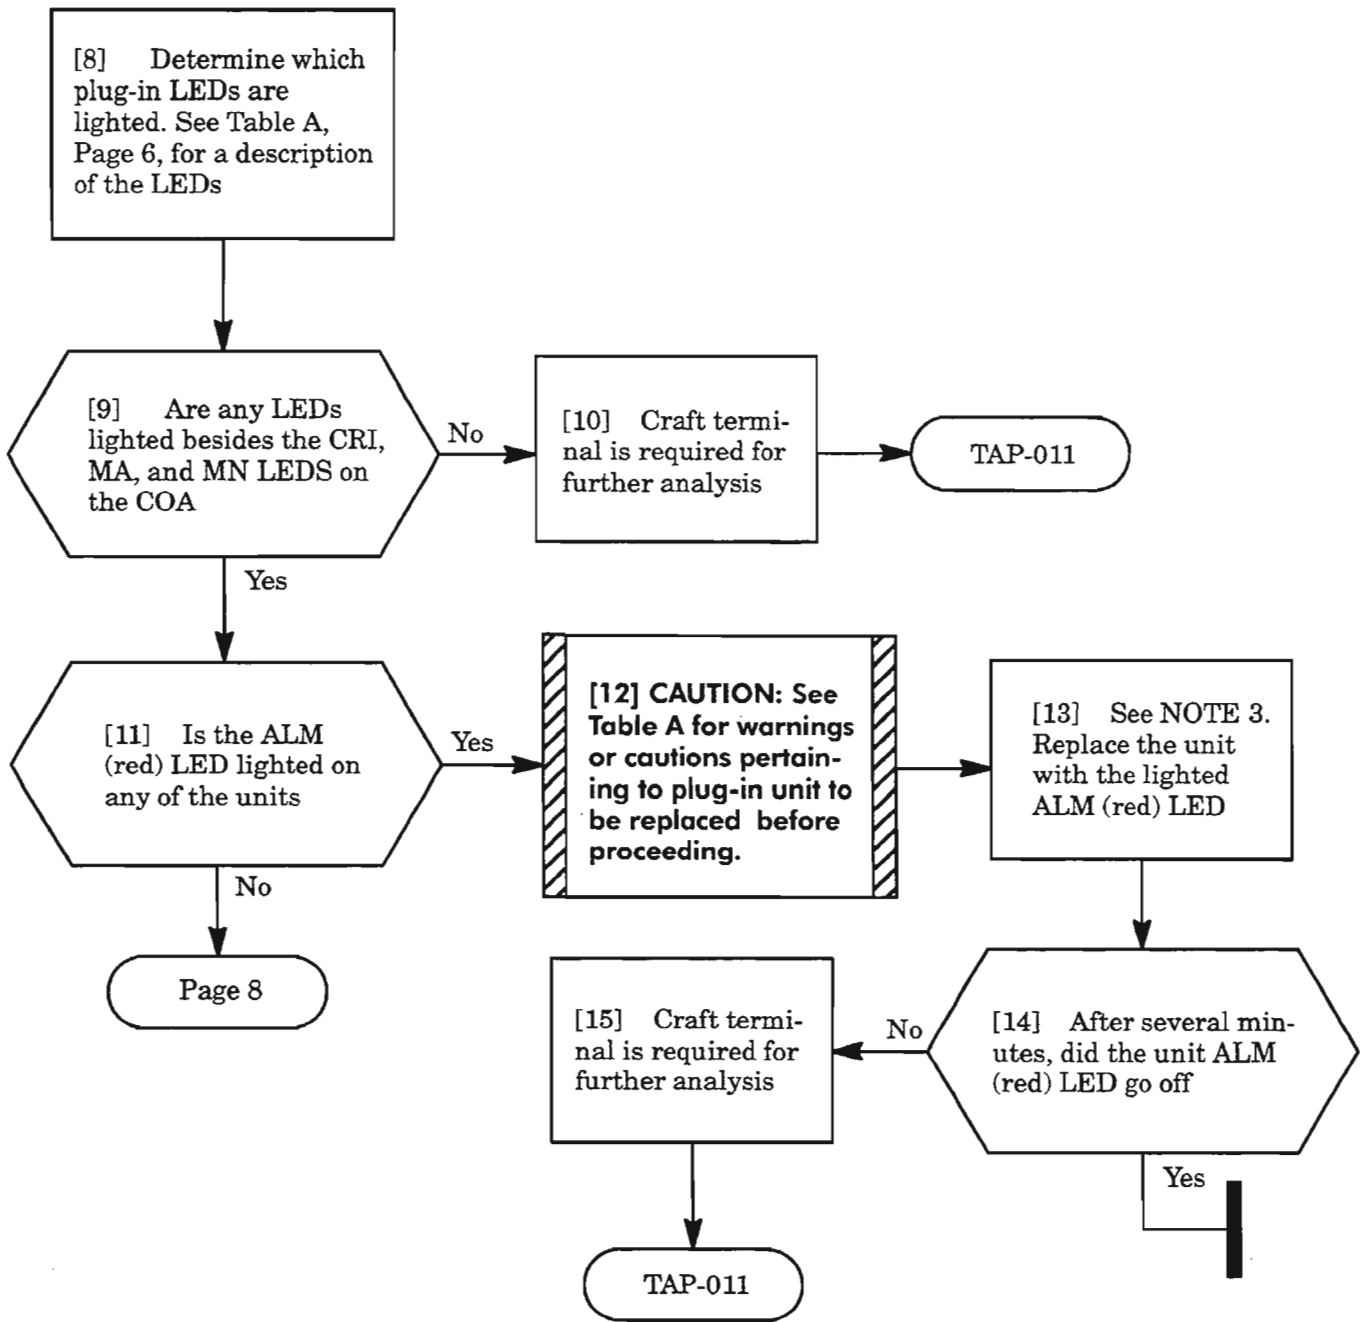 [8] Determine which
plug-in LEDs are
lighted. See Table A,
Page 6, for a description
of the LEDs
[9] Are any LEDs
lighted besides the CRI,
MA, and MN LEDS on
the COA
No
[10] Craft termi-
nal is required for
further analysis
TAP-011
Yes
[11] Is the ALM
(red) LED lighted on
any of the units
Yes
[12] CAUTION: See
Table A for warnings
or cautions pertain-
ing to plug-in unit to
be replaced before
proceeding.
[13] See NOTE 3.
Replace the unit
with the lighted
ALM (red) LED
No
Page 8
[14] After several min-
utes, did the unit ALM
(red) LED go off
No
[15] Craft termi-
nal is required for
further analysis
Yes
TAP-011